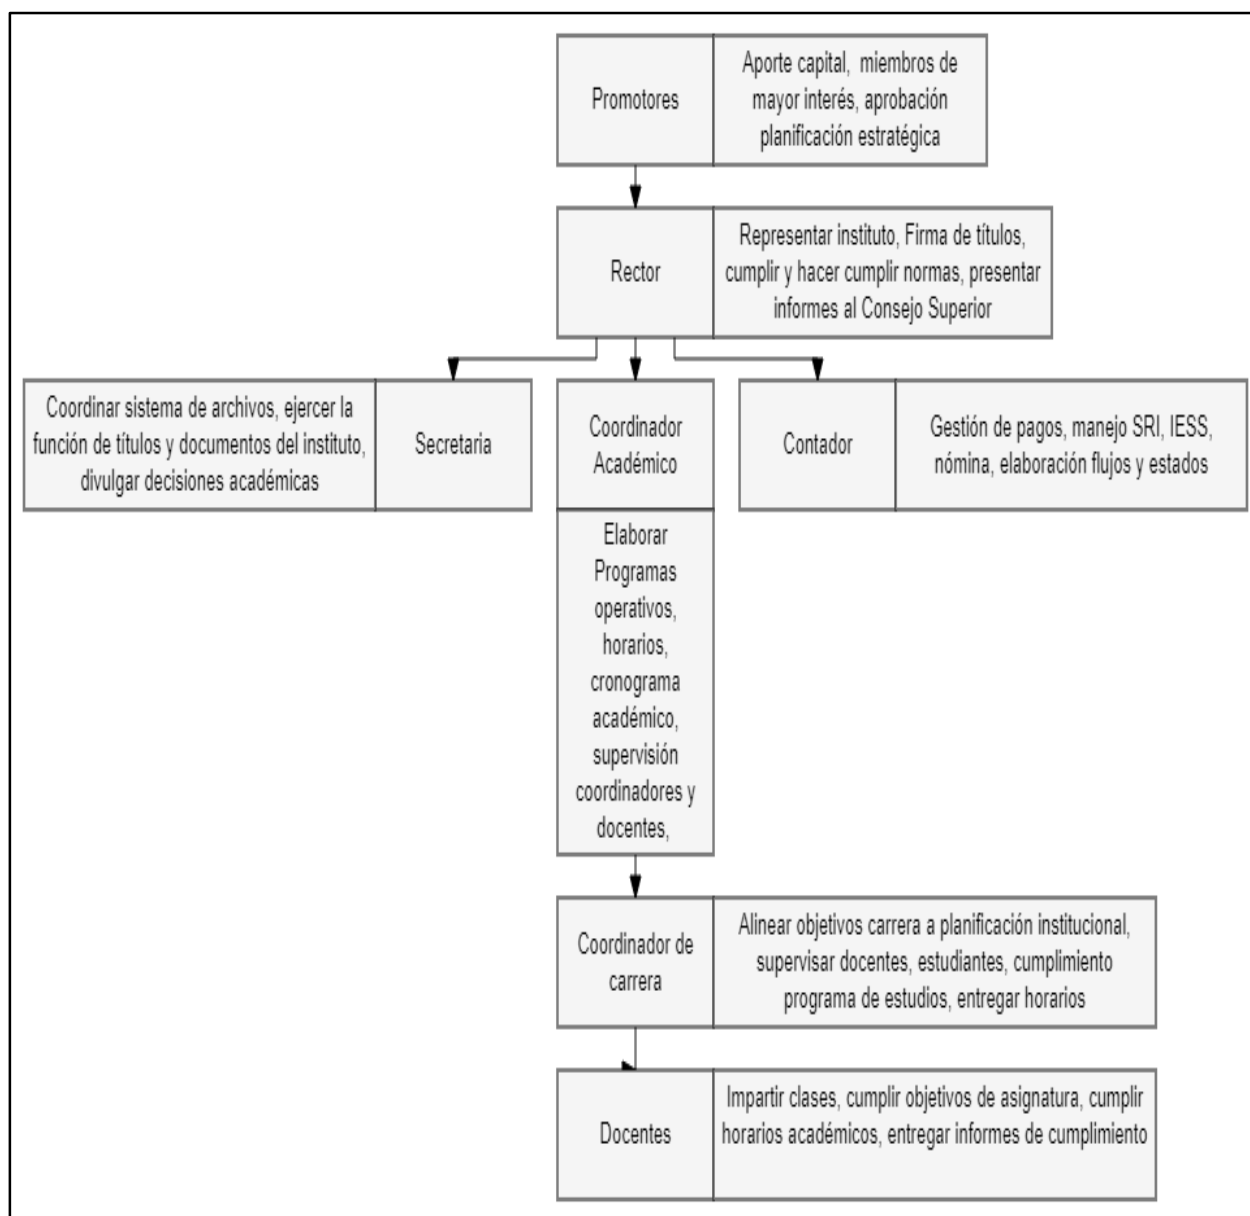 Promotores
Aporte capital,  miembros de
mayor interés, aprobación
planificación estratégica
Rector
Representar instituto, Firma de títulos,
cumplir y hacer cumplir normas, presentar
informes al Consejo Superior
Coordinar sistema de archivos, ejercer la
función de títulos y documentos del instituto,
divulgar decisiones académicas
Secretaria
Coordinador
Académico
Contador
Gestión de pagos, manejo SRI, IESS,
nómina, elaboración flujos y estados
Elaborar
Programas
operativos,
horarios,
cronograma
académico,
supervisión
coordinadores y
docentes,
Coordinador de
carrera
Alinear objetivos carrera a planificación institucional,
supervisar docentes, estudiantes, cumplimiento
programa de estudios, entregar horarios
Docentes
Impartir clases, cumplir objetivos de asignatura, cumplir
horarios académicos, entregar informes de cumplimiento